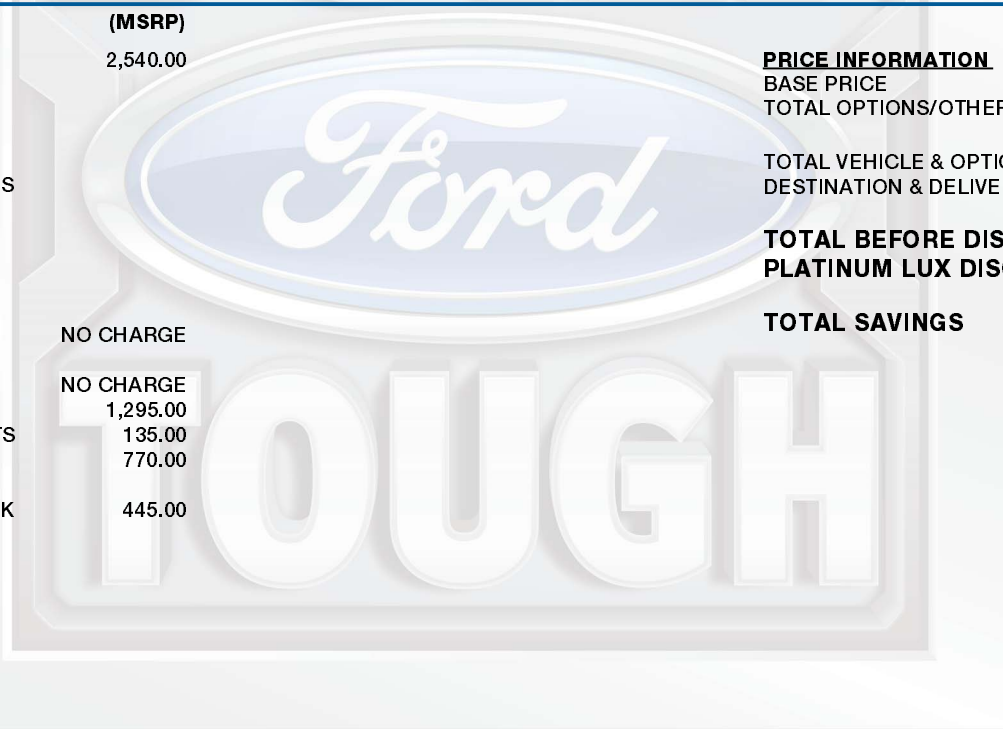 (MSRP)
2,540.00
S
NO CHARGE
NO CHARGE
1,295.00
TS 135.00
770.00
K 445.00
PRICE INFORMATION
BASE PRICE
TOTAL OPTIONS/OTHER
TOTAL VEHICLE & OPTIO
DESTINATION & DELIVE
TOTAL BEFORE DIS
PLATINUM LUX DISC
TOTAL SAVINGS
Ford
TOUGH